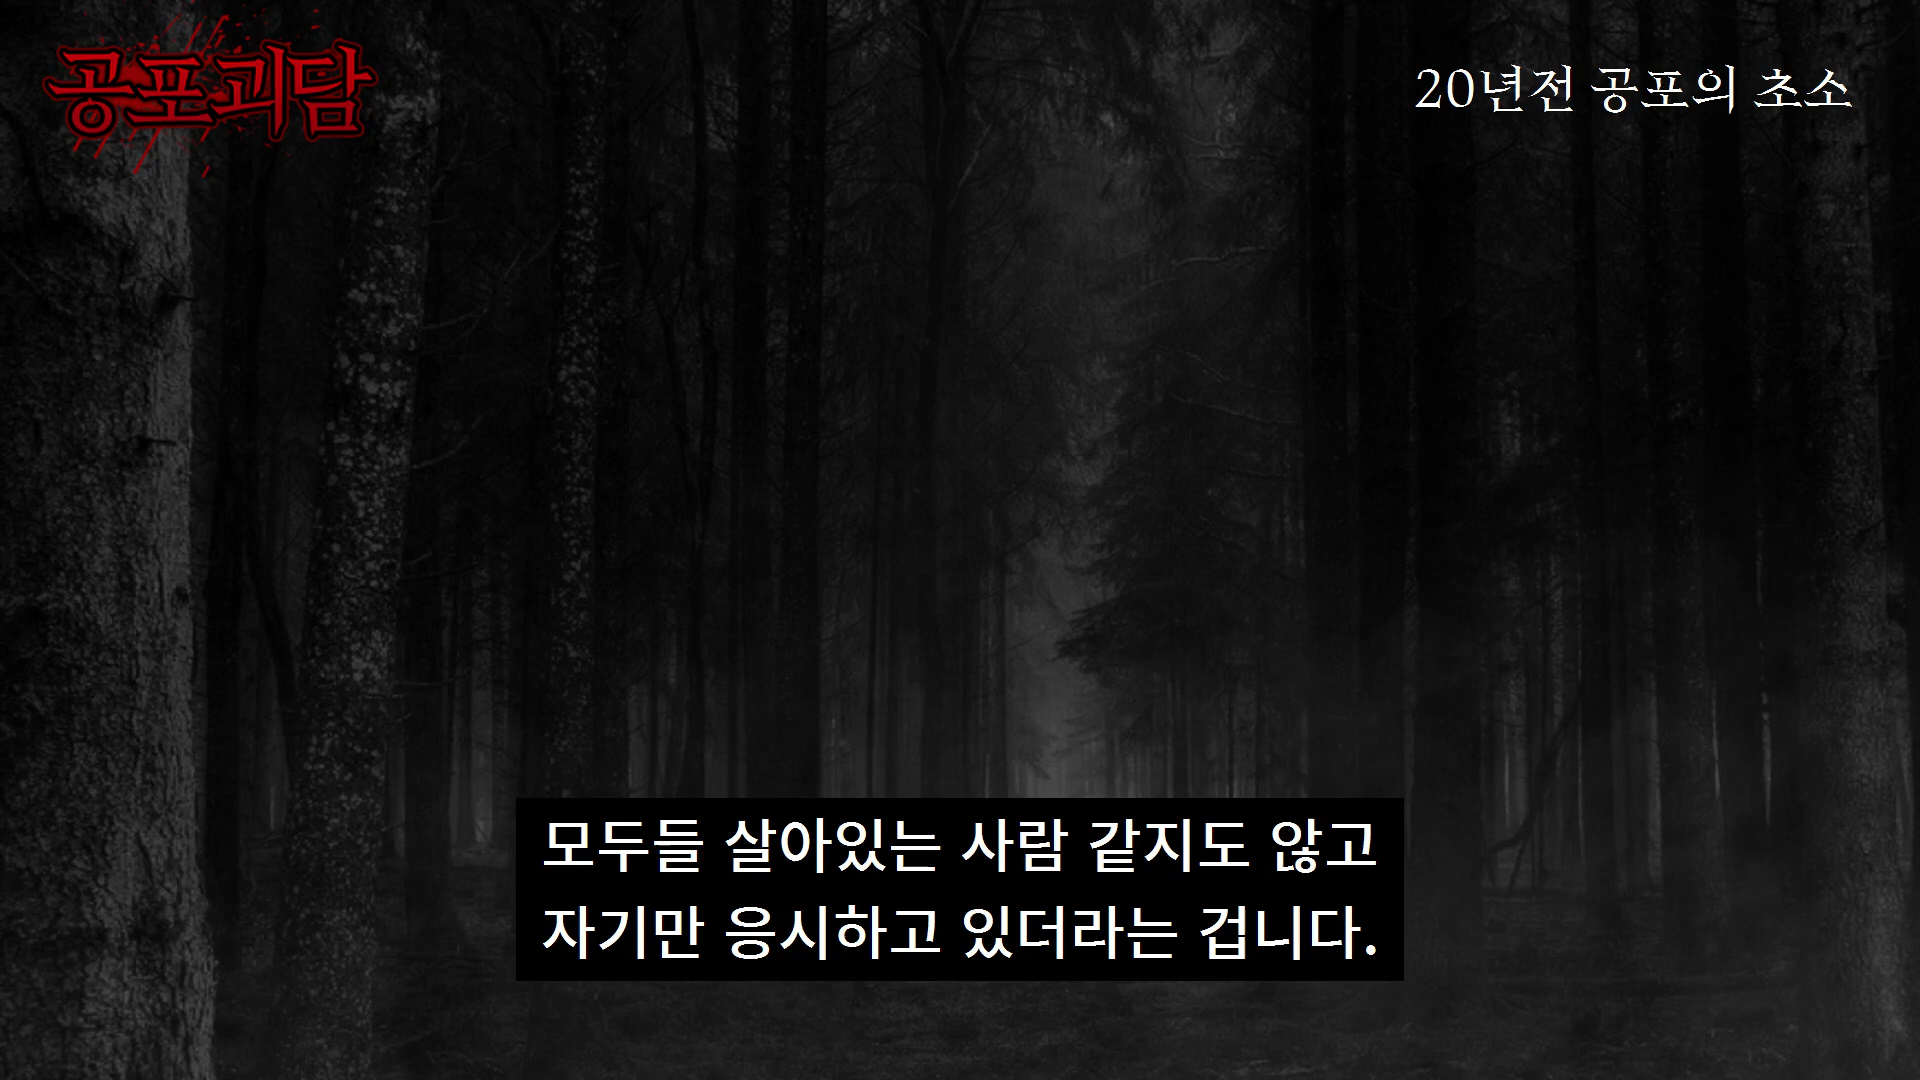 공포괴담
20년전 공포의 초소
모두들 살아있는 사람 같지도 않고
자기만 응시하고 있더라는 겁니다.